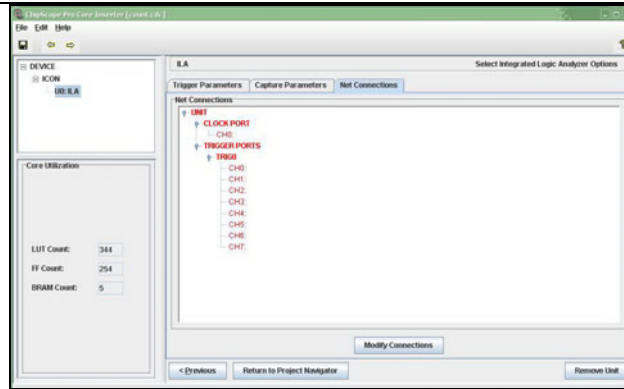 ChipScope Pro Core Inserter [count.cdc]
File Edit Help
DEVICE
ICON
U0: ILA
ILA
Select Integrated Logic Analyzer Options
Trigger Parameters Capture Parameters Net Connections
Net Connections
UNIT
CLOCK PORT
CH0:
TRIGGER PORTS
TRIG0
CH0:
CH1:
CH2:
CH3:
CH4:
CH5:
CH6:
CH7:
Core Utilization
LUT Count: 344
FF Count: 254
BRAM Count: 5
Modify Connections
< Previous Return to Project Navigator Remove Unit